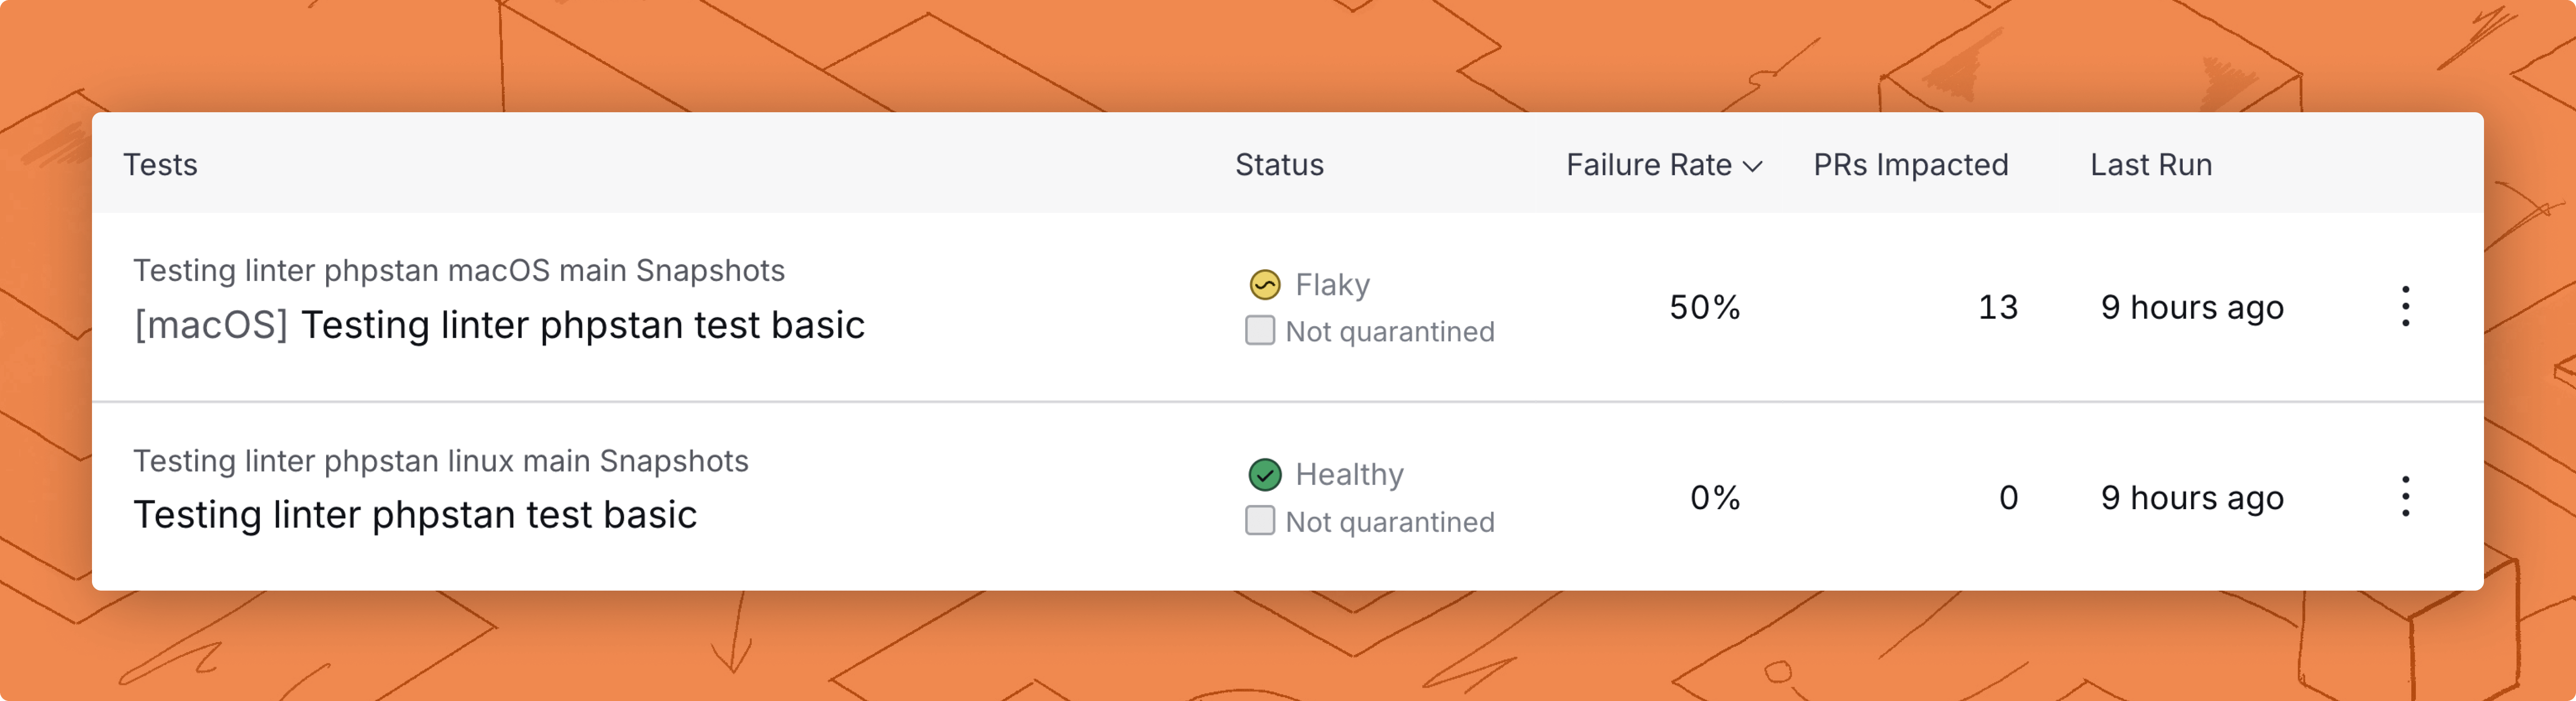 Tests Status Failure Rate PRs Impacted Last Run
Testing linter phpstan macOS main Snapshots
[macOS] Testing linter phpstan test basic
Flaky
Not quarantined
50% 13 9 hours ago
Testing linter phpstan linux main Snapshots
Testing linter phpstan test basic
Healthy
Not quarantined
0% 0 9 hours ago